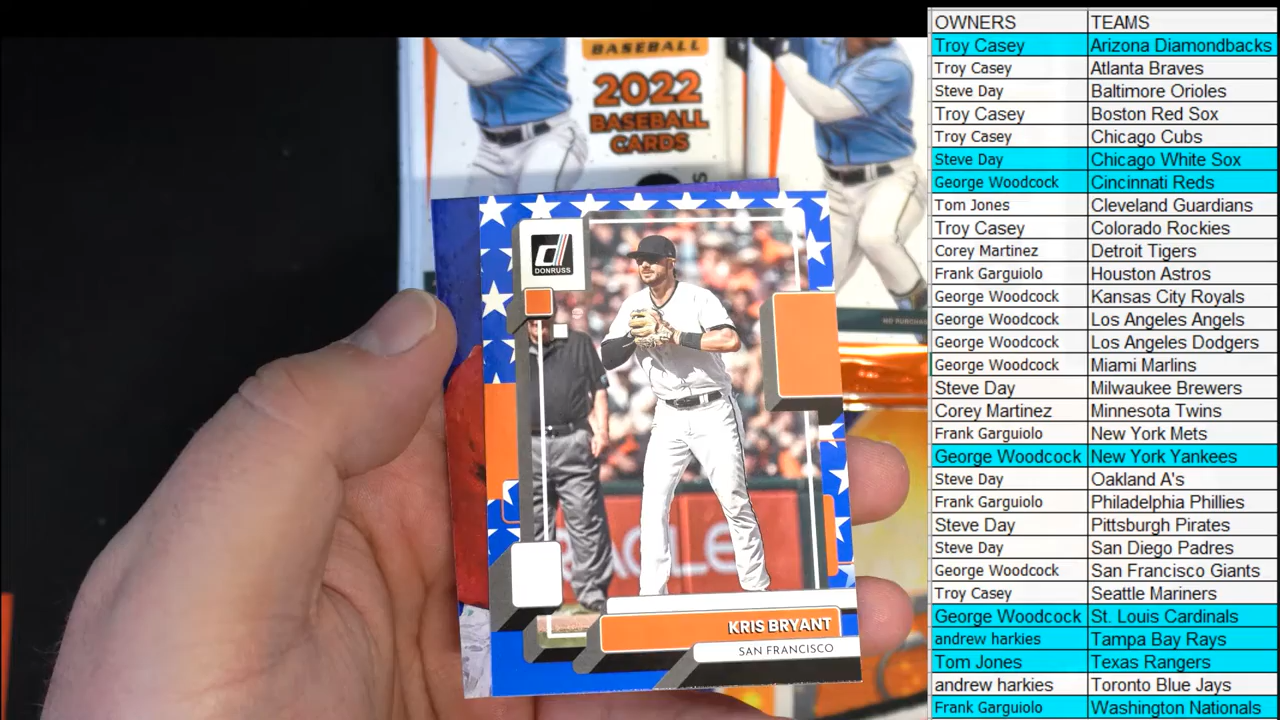 BASEBALL
2022
BASEBALL
CARDS
DONRUSS
KRIS BRYANT
SAN FRANCISCO
OWNERS TEAMS
Troy Casey Arizona Diamondbacks
Troy Casey Atlanta Braves
Steve Day Baltimore Orioles
Troy Casey Boston Red Sox
Troy Casey Chicago Cubs
Steve Day Chicago White Sox
George Woodcock Cincinnati Reds
Tom Jones Cleveland Guardians
Troy Casey Colorado Rockies
Corey Martinez Detroit Tigers
Frank Garguiolo Houston Astros
George Woodcock Kansas City Royals
George Woodcock Los Angeles Angels
George Woodcock Los Angeles Dodgers
George Woodcock Miami Marlins
Steve Day Milwaukee Brewers
Corey Martinez Minnesota Twins
Frank Garguiolo New York Mets
George Woodcock New York Yankees
Steve Day Oakland A's
Frank Garguiolo Philadelphia Phillies
Steve Day Pittsburgh Pirates
Steve Day San Diego Padres
George Woodcock San Francisco Giants
Troy Casey Seattle Mariners
George Woodcock St. Louis Cardinals
andrew harkies Tampa Bay Rays
Tom Jones Texas Rangers
andrew harkies Toronto Blue Jays
Frank Garguiolo Washington Nationals